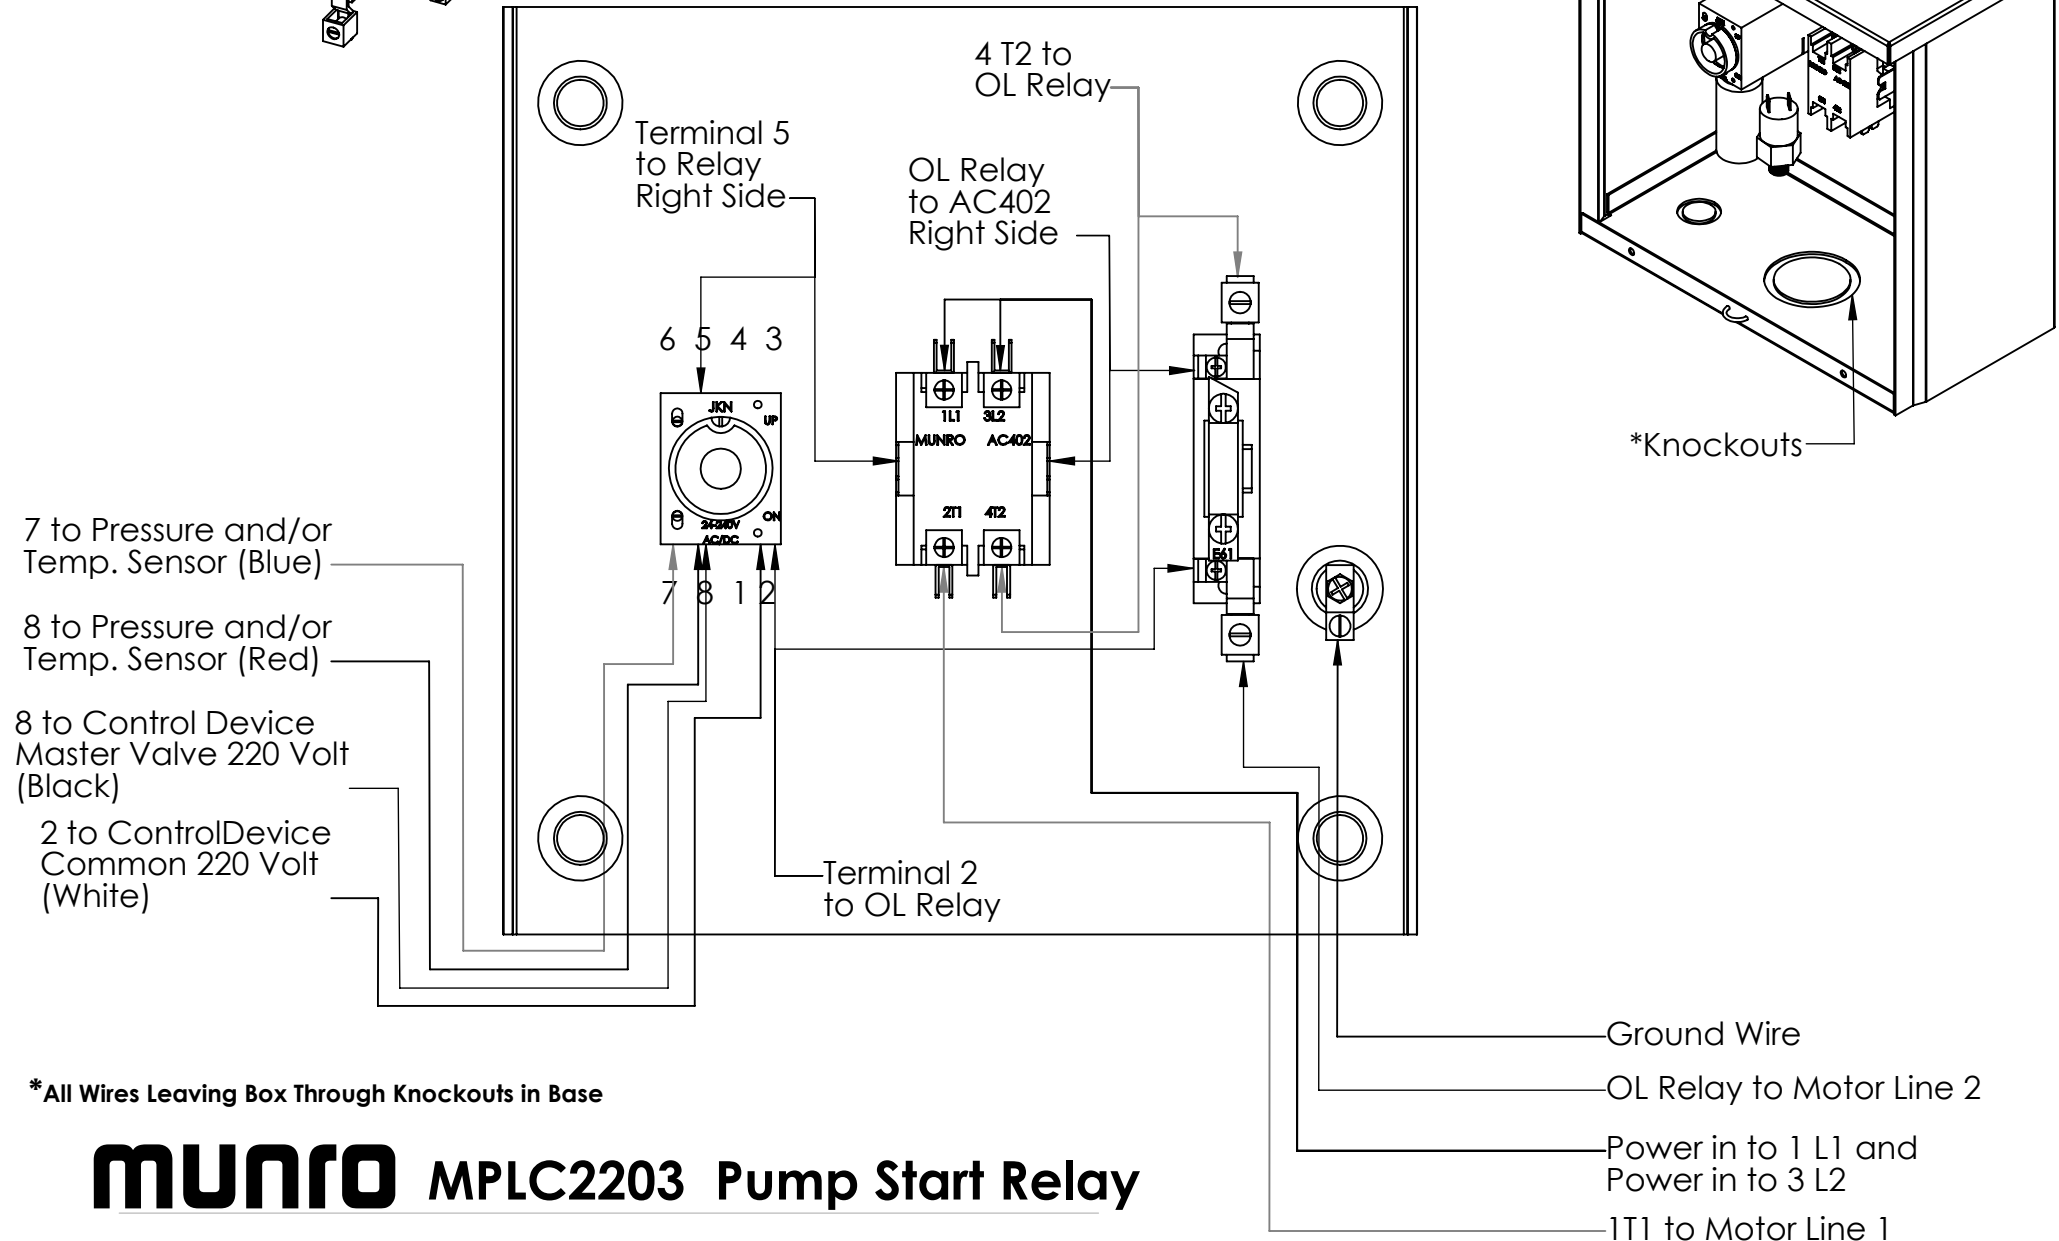 4 T2 to
OL Relay
Terminal 5
to Relay
Right Side
OL Relay
to AC402
Right Side
6 5 4 3
JKN
UP
ON
24-240V
AC/DC
7 8 1 2
1L1 3L2
MUNRO AC402
2T1 4T2
E61
*Knockouts
7 to Pressure and/or
Temp. Sensor (Blue)
8 to Pressure and/or
Temp. Sensor (Red)
8 to Control Device
Master Valve 220 Volt
(Black)
2 to ControlDevice
Common 220 Volt
(White)
Terminal 2
to OL Relay
Ground Wire
OL Relay to Motor Line 2
Power in to 1 L1 and
Power in to 3 L2
1T1 to Motor Line 1
*All Wires Leaving Box Through Knockouts in Base
munro MPLC2203 Pump Start Relay